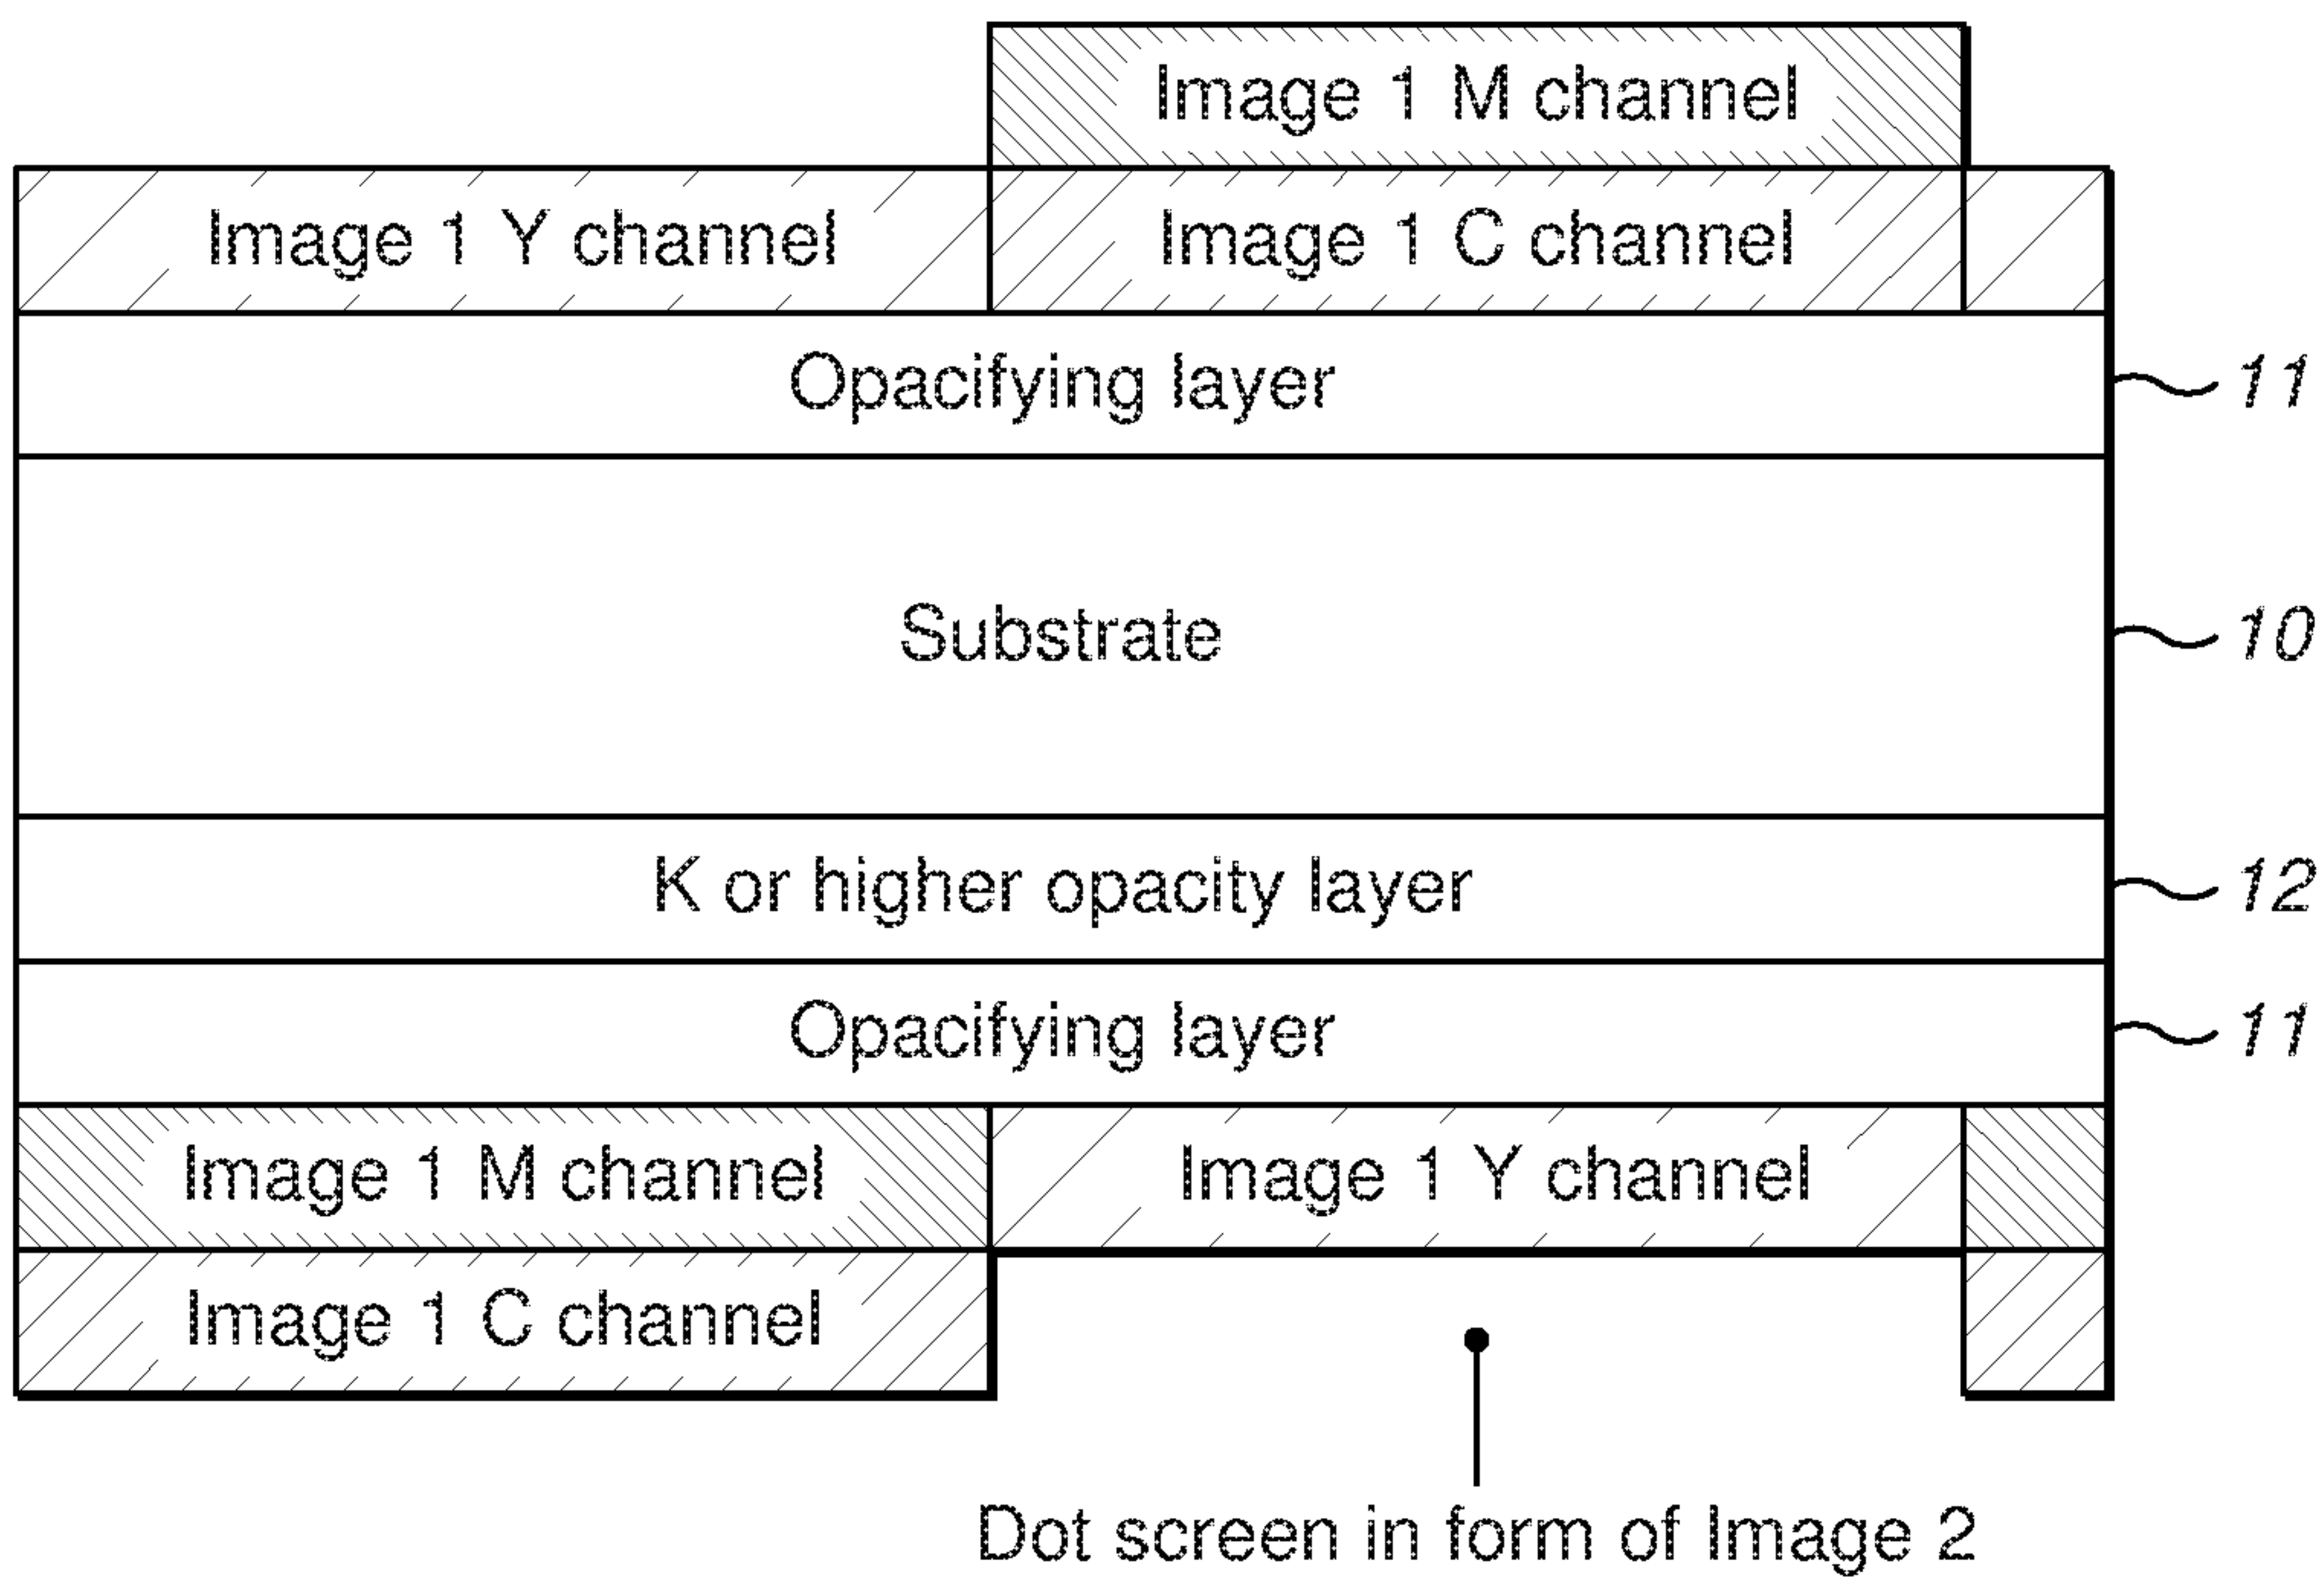 Image 1 M channel
Image 1 Y channel
Image 1 C channel
Opacifying layer
11
Substrate
10
K or higher opacity layer
12
Opacifying layer
11
Image 1 M channel
Image 1 Y channel
Image 1 C channel
Dot screen in form of Image 2